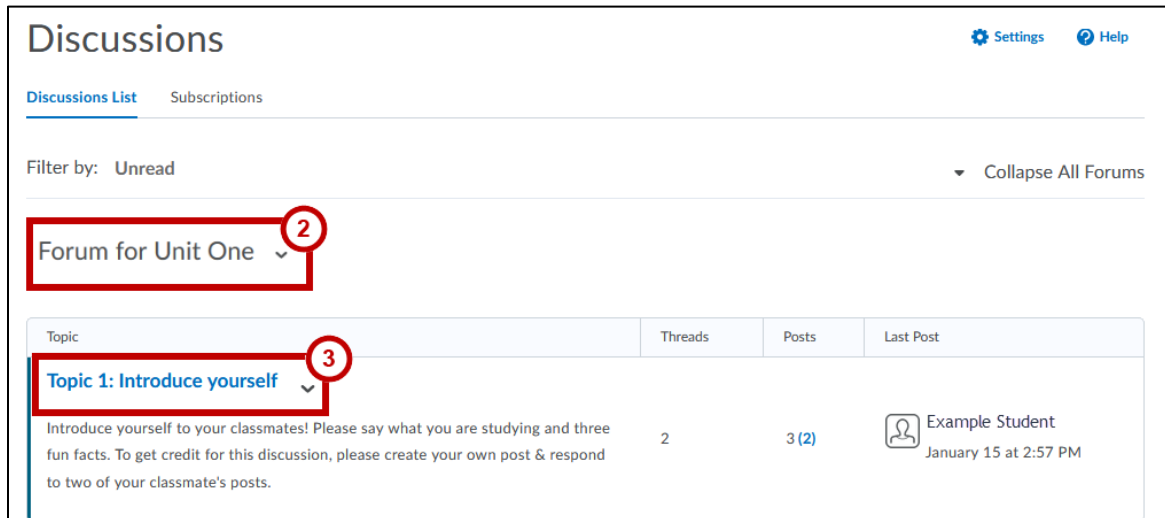 Discussions
Settings Help
Discussions List Subscriptions
Filter by: Unread
Collapse All Forums
2
Forum for Unit One
Topic Threads Posts Last Post
3
Topic 1: Introduce yourself
Introduce yourself to your classmates! Please say what you are studying and three
fun facts. To get credit for this discussion, please create your own post & respond
to two of your classmate's posts.
2
3 (2)
Example Student
January 15 at 2:57 PM